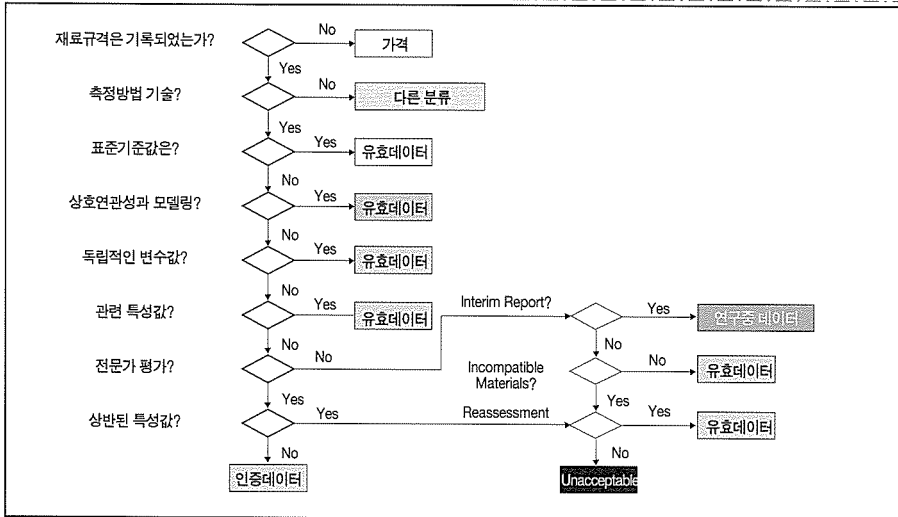 재료규격은 기록되었는가?
No
가격
Yes
측정방법 기술?
No
다른 분류
Yes
표준기준값은?
Yes
유효데이터
No
상호연관성과 모델링?
Yes
유효데이터
No
독립적인 변수값?
Yes
유효데이터
No
관련 특성값?
Yes
유효데이터
Interim Report?
Yes
연구중 데이터
No
No
전문가 평가?
No
Incompatible
Materials?
No
유효데이터
Yes
Yes
상반된 특성값?
Yes
Reassessment
Yes
유효데이터
No
No
인증데이터
Unacceptable